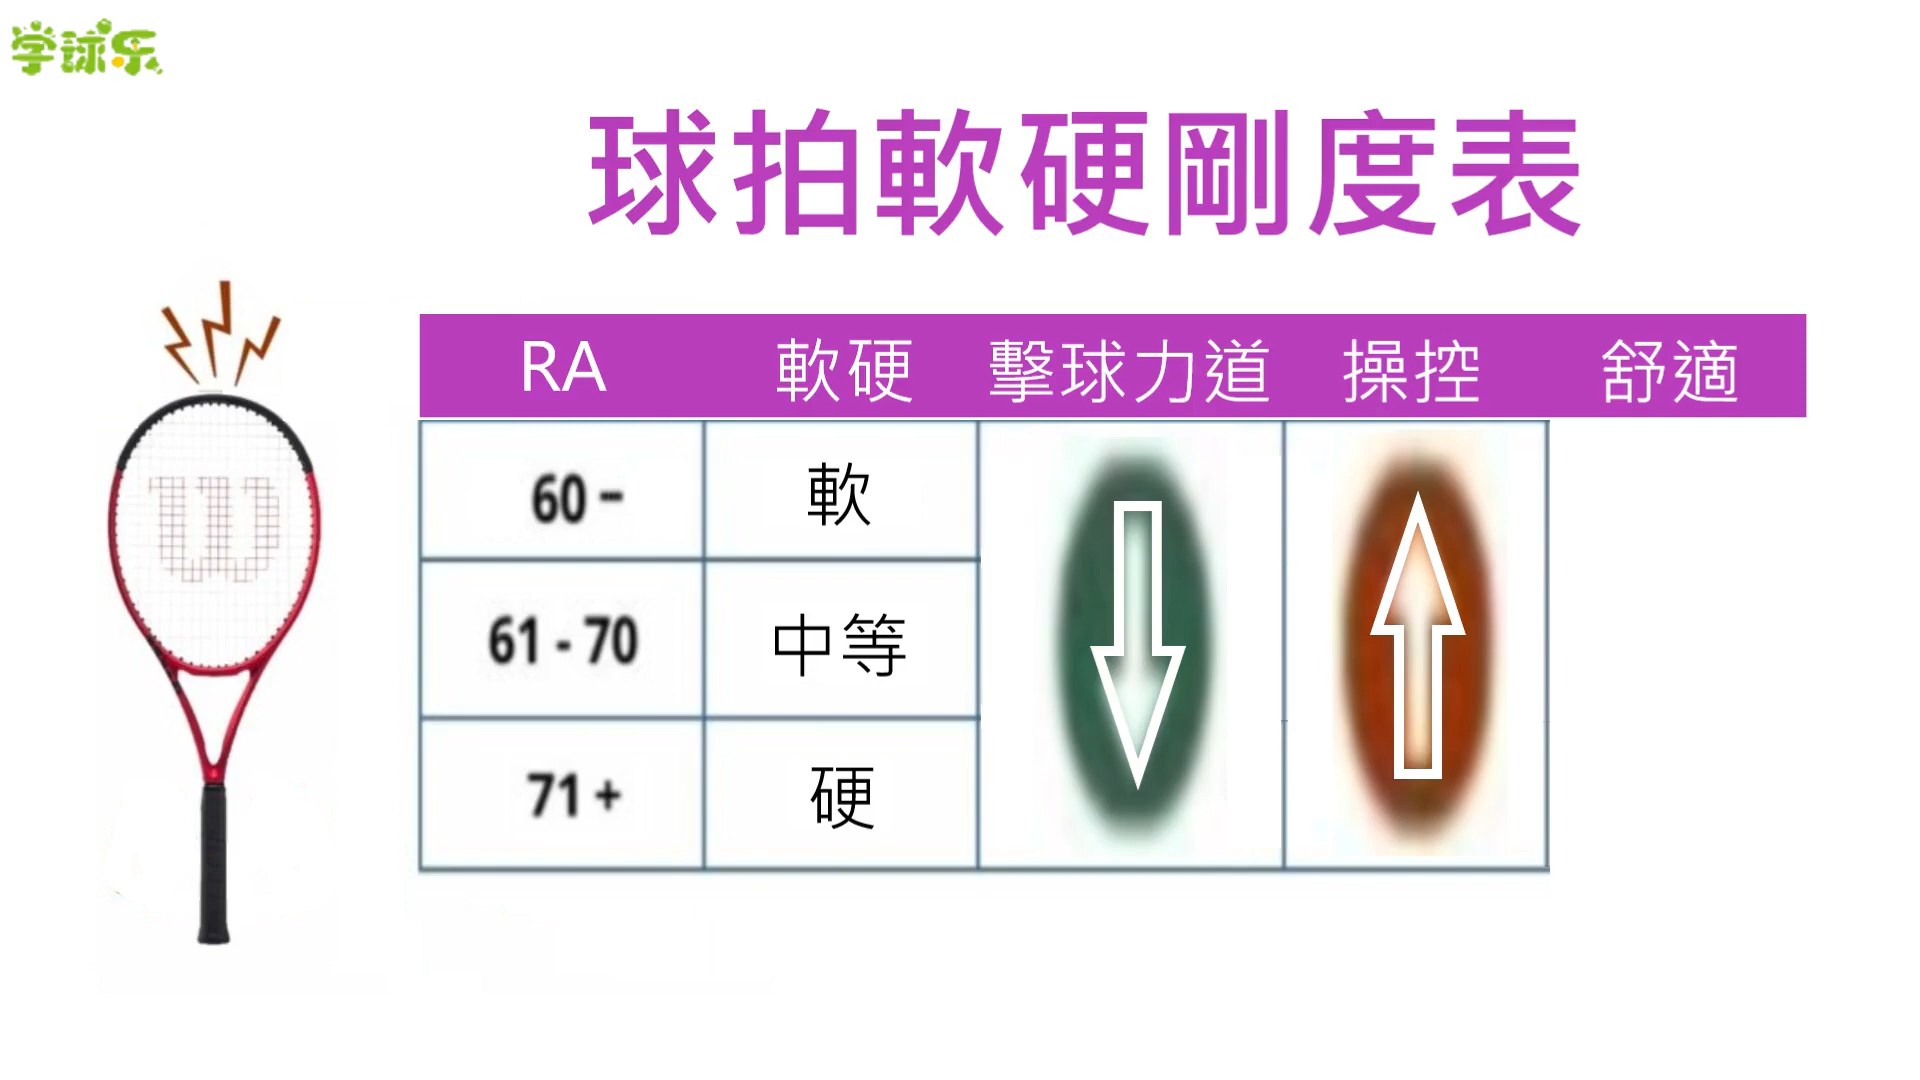 学球乐
球拍軟硬剛度表
RA 軟硬 擊球力道 操控 舒適
60 - 軟
61 - 70 中等
71 + 硬
W